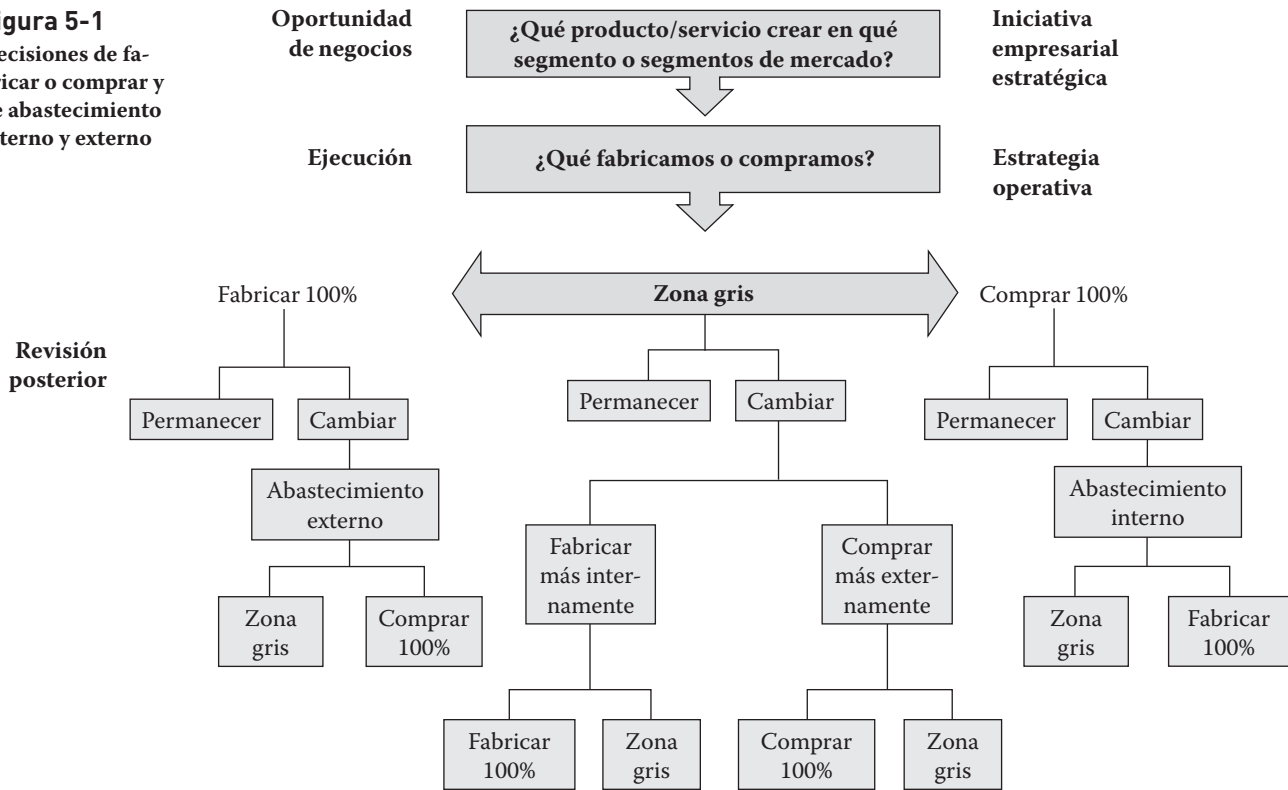 igura 5-1
ecisiones de fa-
ricar o comprar y
e abastecimiento
terno y externo
Oportunidad
de negocios
¿Qué producto/servicio crear en qué
segmento o segmentos de mercado?
Iniciativa
empresarial
estratégica
Ejecución
¿Qué fabricamos o compramos?
Estrategia
operativa
Fabricar 100%
Zona gris
Comprar 100%
Revisión
posterior
Permanecer
Cambiar
Abastecimiento
externo
Zona
gris
Comprar
100%
Permanecer
Cambiar
Fabricar
más inter-
namente
Comprar
más exter-
namente
Fabricar
100%
Zona
gris
Comprar
100%
Zona
gris
Permanecer
Cambiar
Abastecimiento
interno
Zona
gris
Fabricar
100%